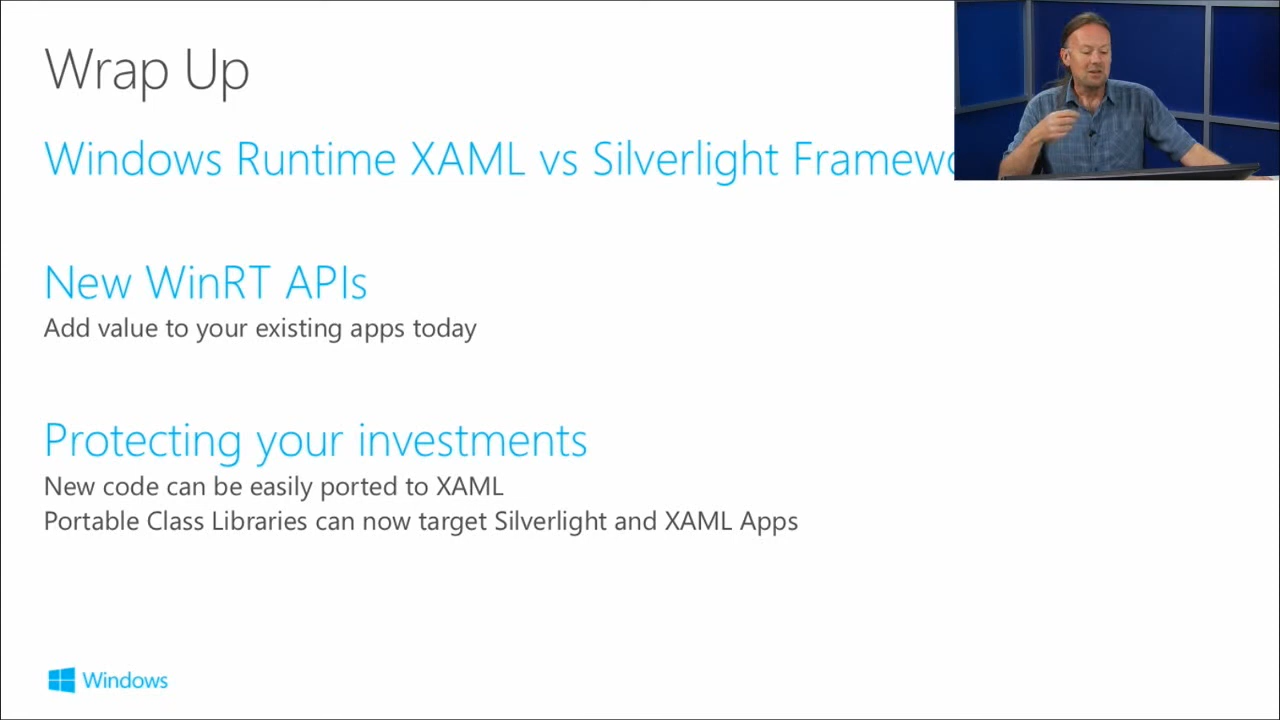 Wrap Up
Windows Runtime XAML vs Silverlight
New WinRT APIs
Add value to your existing apps today
Protecting your investments
New code can be easily ported to XAML
Portable Class Libraries can now target Silverlight and XAML Apps
Windows